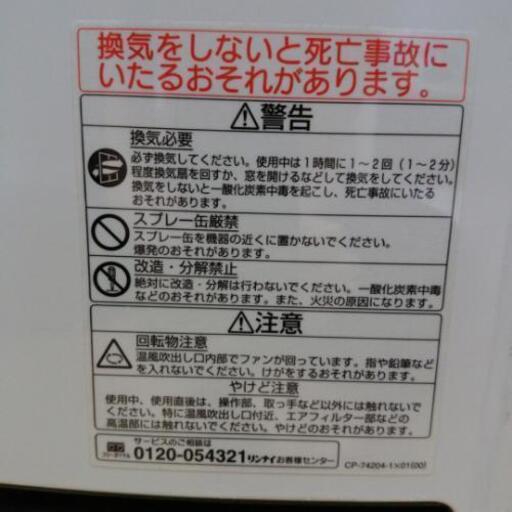 換気をしないと死亡事故に
いたるおそれがあります。
警告
換気必要
必ず換気してください。使用中は1時間に1～2回（1～2分）
程度換気扇を回すか、窓を開けるなどして換気をしてください。
換気をしないと一酸化炭素中毒を起こし、死亡事故にいたる
おそれがあります。
スプレー缶厳禁
スプレー缶を機器の近くに置かないでください。
爆発のおそれがあります。
改造・分解禁止
絶対に改造・分解は行わないでください。一酸化炭素中毒
などのおそれがあります。また、火災の原因になります。
注意
回転物注意
温風吹出し口内部でファンが回っています。指や鉛筆など
を入れないでください。けがをするおそれがあります。
やけど注意
使用中、使用直後は、操作部、取っ手など以外には触れないで
ください。特に温風吹出し口付近、エアフィルター部などの
高温部には触れないでください。やけどのおそれがあります。
サービスのご相談は
フリーダイヤル 0120-054321 リンナイお客様センター
CP-74204-1×01(00)